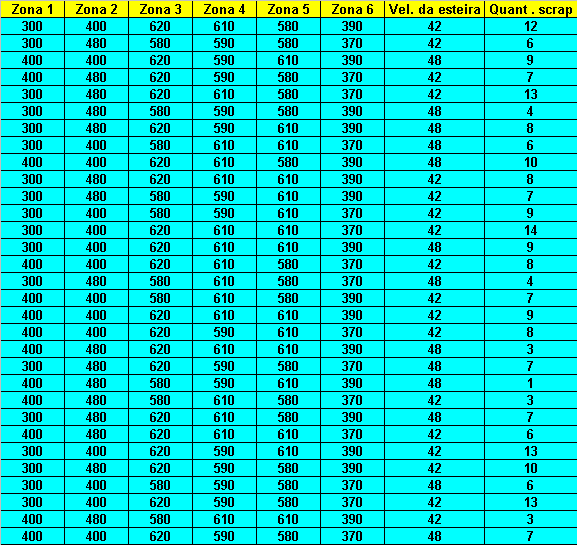 Zona 1 Zona 2 Zona 3 Zona 4 Zona 5 Zona 6 Vel. da esteira Quant . scrap
300 400 620 610 580 390 42 12
300 480 580 590 580 370 42 6
400 400 620 590 610 390 48 9
400 480 620 590 580 370 42 7
300 400 620 610 580 370 42 13
300 480 580 590 580 390 48 4
300 480 620 590 610 390 48 8
300 400 580 610 610 370 48 6
400 400 620 610 580 390 48 10
300 480 620 610 610 390 42 8
300 480 580 590 610 390 42 7
300 400 580 590 610 370 42 9
300 400 620 610 610 370 42 14
300 400 620 610 610 390 48 9
400 400 620 610 580 370 42 8
300 480 580 610 580 370 48 4
400 400 580 610 580 390 42 7
400 400 620 610 610 390 42 9
400 400 620 590 610 370 42 8
400 480 620 610 610 390 48 3
300 480 620 590 580 370 48 7
400 480 580 590 610 390 48 1
400 480 580 610 580 370 42 3
300 480 620 610 580 390 48 7
400 480 620 610 610 370 42 6
300 400 620 590 610 390 42 13
300 480 620 590 580 390 42 10
300 400 580 590 580 370 48 6
300 400 620 590 580 370 42 13
400 480 580 610 610 390 42 3
400 400 620 590 580 370 48 7